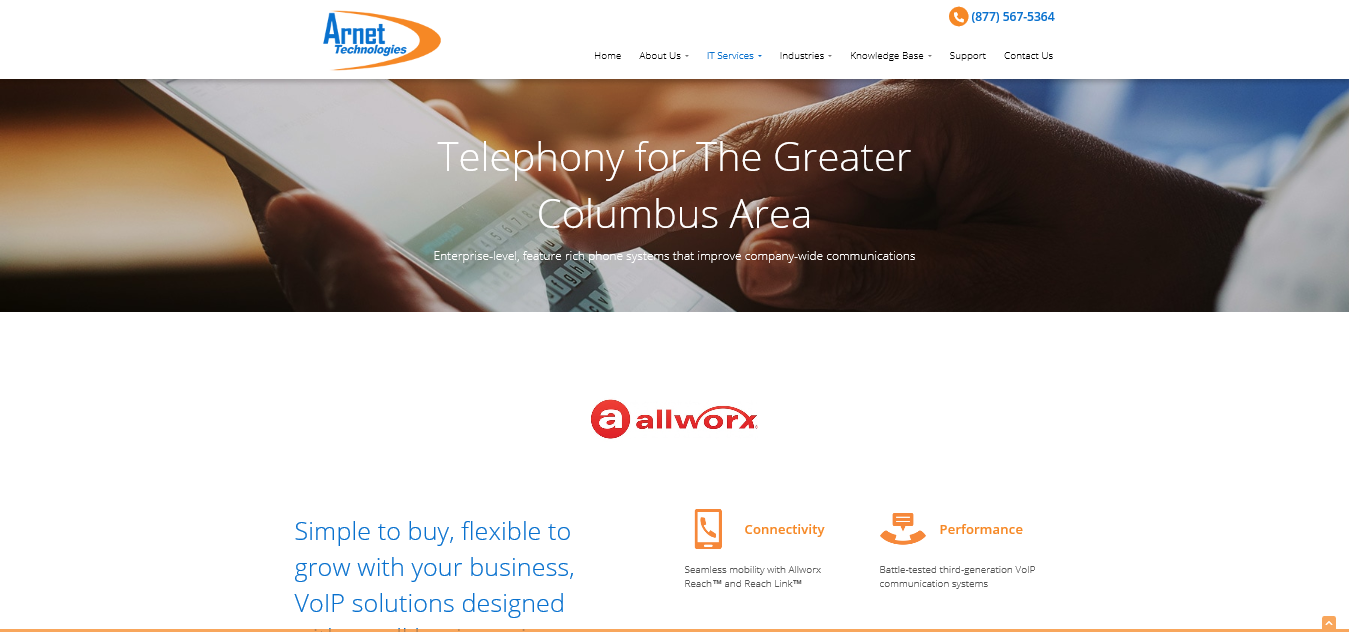 Arnet
Technologies
(877) 567-5364
Home About Us IT Services Industries Knowledge Base Support Contact Us
Telephony for The Greater
Columbus Area
Enterprise-level, feature rich phone systems that improve company-wide communications
a allworx
Simple to buy, flexible to
grow with your business,
VoIP solutions designed
Connectivity
Seamless mobility with Allworx
Reach™ and Reach Link™
Performance
Battle-tested third-generation VoIP
communication systems